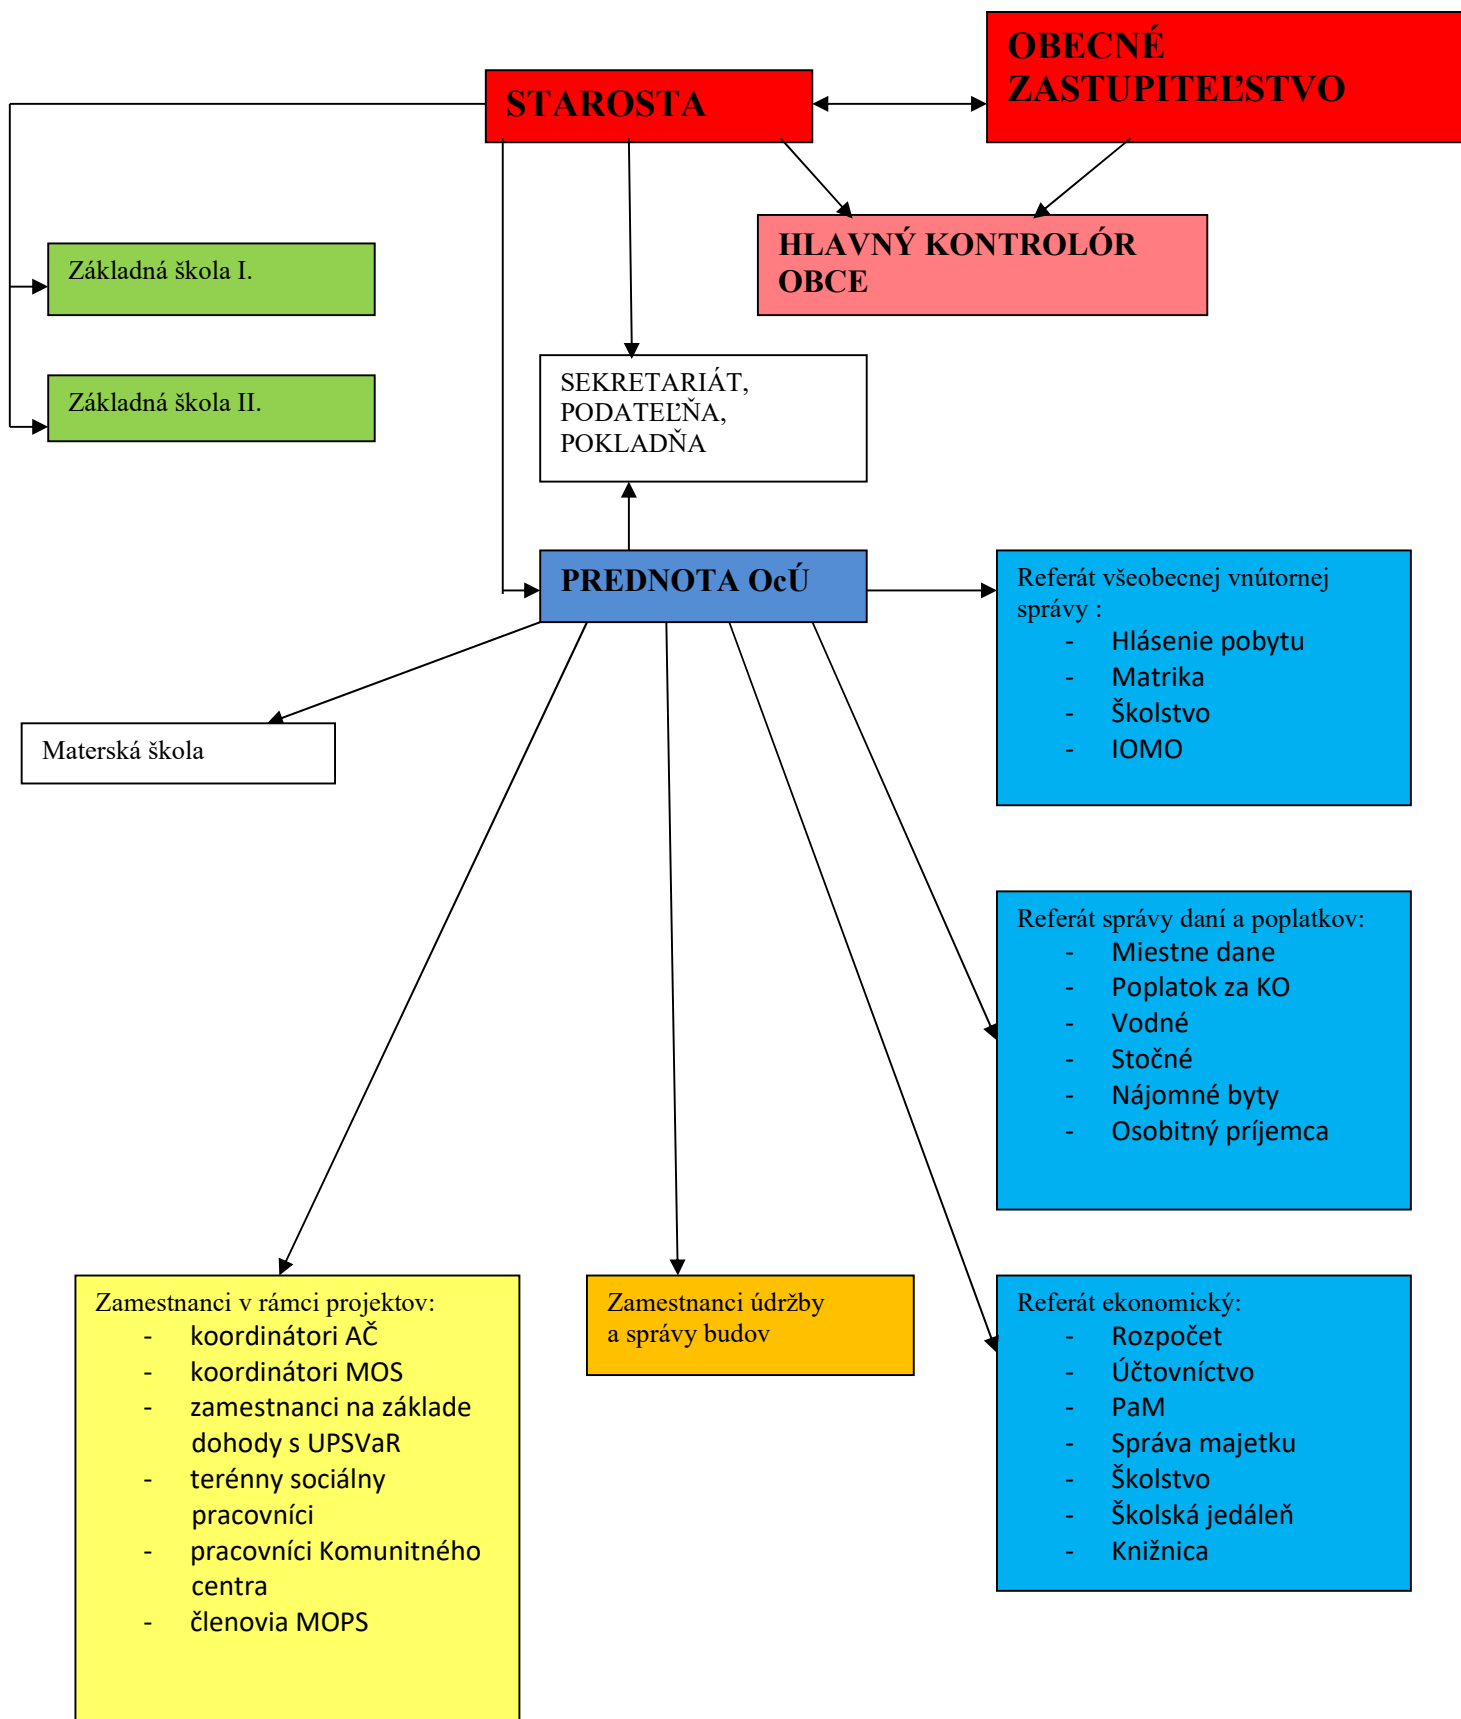 OBECNÉ
ZASTUPITEĽSTVO
STAROSTA
HLAVNÝ KONTROLÓR
OBCE
Základná škola I.
Základná škola II.
SEKRETARIÁT,
PODATEĽŇA,
POKLADŇA
PREDNOTA OcÚ
Referát všeobecnej vnútornej
správy :
- Hlásenie pobytu
- Matrika
- Školstvo
- IOMO
Materská škola
Referát správy daní a poplatkov:
- Miestne dane
- Poplatok za KO
- Vodné
- Stočné
- Nájomné byty
- Osobitný príjemca
Zamestnanci v rámci projektov:
- koordinátori AČ
- koordinátori MOS
- zamestnanci na základe
dohody s UPSVaR
- terénny sociálny
pracovníci
- pracovníci Komunitného
centra
- členovia MOPS
Zamestnanci údržby
a správy budov
Referát ekonomický:
- Rozpočet
- Účtovníctvo
- PaM
- Správa majetku
- Školstvo
- Školská jedáleň
- Knižnica